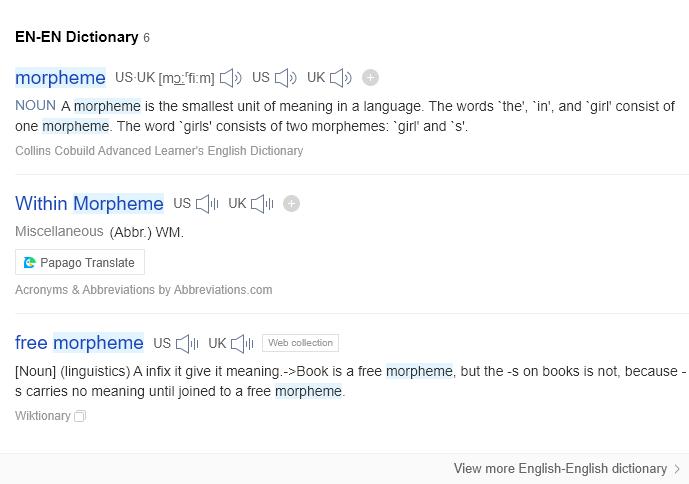 EN-EN Dictionary 6
morpheme US·UK [mɔ:ˈfi:m] US UK
NOUN A morpheme is the smallest unit of meaning in a language. The words `the', `in', and `girl' consist of
one morpheme. The word `girls' consists of two morphemes: `girl' and `s'.
Collins Cobuild Advanced Learner's English Dictionary
Within Morpheme US UK
Miscellaneous (Abbr.) WM.
Papago Translate
Acronyms & Abbreviations by Abbreviations.com
free morpheme US UK Web collection
[Noun] (linguistics) A infix it give it meaning.->Book is a free morpheme, but the -s on books is not, because -
s carries no meaning until joined to a free morpheme.
Wiktionary
View more English-English dictionary >